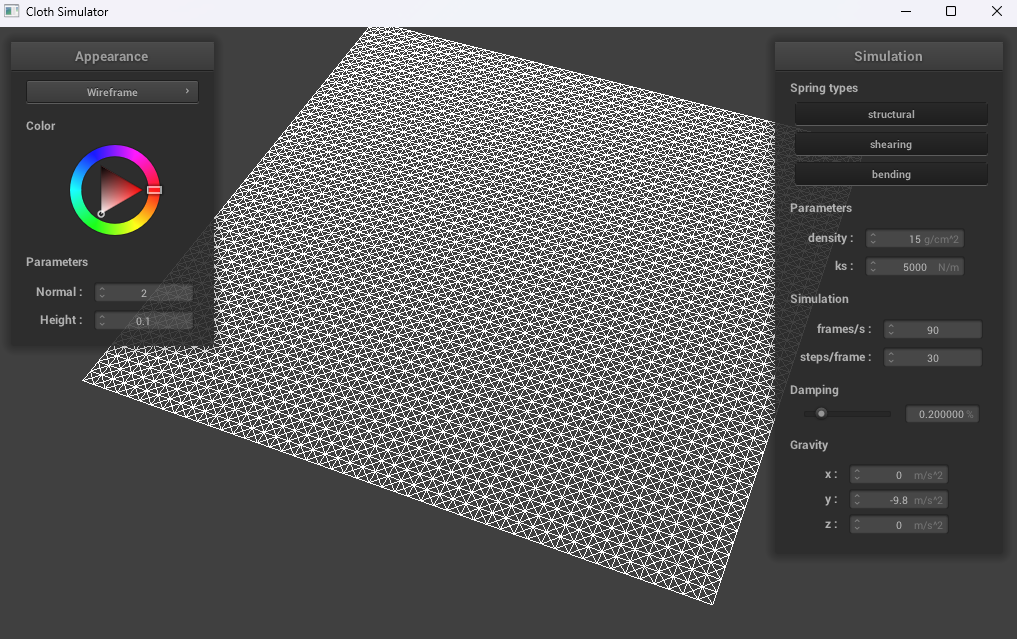 Cloth Simulator
Appearance
Wireframe
Color
Parameters
Normal : 2
Height : 0.1
Simulation
Spring types
structural
shearing
bending
Parameters
density : 15 g/cm^2
ks : 5000 N/m
Simulation
frames/s : 90
steps/frame : 30
Damping
0.200000 %
Gravity
x : 0 m/s^2
y : -9.8 m/s^2
z : 0 m/s^2